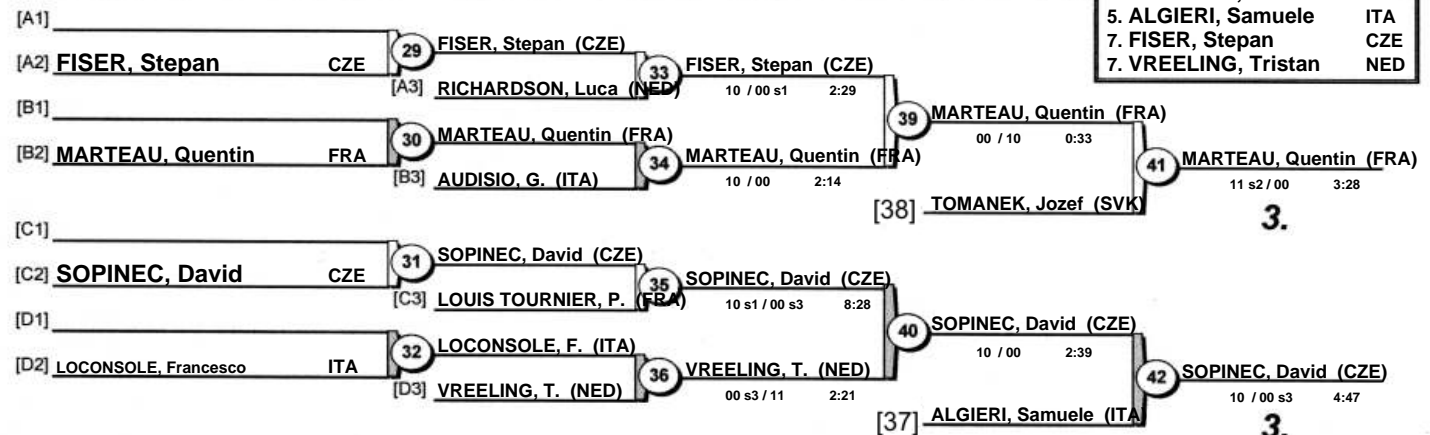 [A1]
[A2] FISER, Stepan CZE
29 FISER, Stepan (CZE)
[A3] RICHARDSON, Luca (NED)
33 FISER, Stepan (CZE)
10 / 00 s1 2:29
[B1]
[B2] MARTEAU, Quentin FRA
30 MARTEAU, Quentin (FRA)
[B3] AUDISIO, G. (ITA)
34 MARTEAU, Quentin (FRA)
10 / 00 2:14
39 MARTEAU, Quentin (FRA)
00 / 10 0:33
[38] TOMANEK, Jozef (SVK)
41 MARTEAU, Quentin (FRA)
11 s2 / 00 3:28
3.
[C1]
[C2] SOPINEC, David CZE
31 SOPINEC, David (CZE)
[C3] LOUIS TOURNIER, P. (FRA)
35 SOPINEC, David (CZE)
10 s1 / 00 s3 8:28
[D1]
[D2] LOCONSOLE, Francesco ITA
32 LOCONSOLE, F. (ITA)
[D3] VREELING, T. (NED)
36 VREELING, T. (NED)
00 s3 / 11 2:21
40 SOPINEC, David (CZE)
10 / 00 2:39
[37] ALGIERI, Samuele (ITA
42 SOPINEC, David (CZE)
10 / 00 s3 4:47
3.
5. ALGIERI, Samuele ITA
7. FISER, Stepan CZE
7. VREELING, Tristan NED